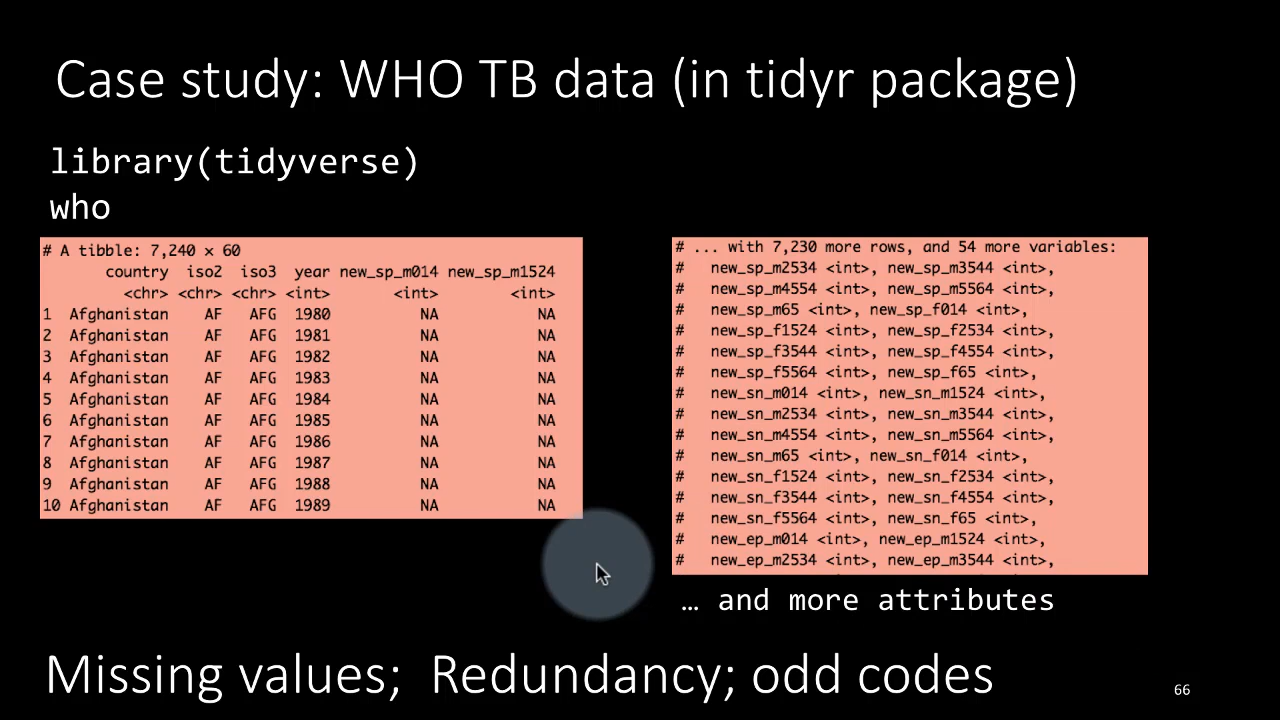 Case study: WHO TB data (in tidyr package)
library(tidyverse)
who
# A tibble: 7,240 × 60
country iso2 iso3 year new_sp_m014 new_sp_m1524
<chr> <chr> <chr> <int> <int> <int>
1 Afghanistan AF AFG 1980 NA NA
2 Afghanistan AF AFG 1981 NA NA
3 Afghanistan AF AFG 1982 NA NA
4 Afghanistan AF AFG 1983 NA NA
5 Afghanistan AF AFG 1984 NA NA
6 Afghanistan AF AFG 1985 NA NA
7 Afghanistan AF AFG 1986 NA NA
8 Afghanistan AF AFG 1987 NA NA
9 Afghanistan AF AFG 1988 NA NA
10 Afghanistan AF AFG 1989 NA NA
# ... with 7,230 more rows, and 54 more variables:
# new_sp_m2534 <int>, new_sp_m3544 <int>,
# new_sp_m4554 <int>, new_sp_m5564 <int>,
# new_sp_m65 <int>, new_sp_f014 <int>,
# new_sp_f1524 <int>, new_sp_f2534 <int>,
# new_sp_f3544 <int>, new_sp_f4554 <int>,
# new_sp_f5564 <int>, new_sp_f65 <int>,
# new_sn_m014 <int>, new_sn_m1524 <int>,
# new_sn_m2534 <int>, new_sn_m3544 <int>,
# new_sn_m4554 <int>, new_sn_m5564 <int>,
# new_sn_m65 <int>, new_sn_f014 <int>,
# new_sn_f1524 <int>, new_sn_f2534 <int>,
# new_sn_f3544 <int>, new_sn_f4554 <int>,
# new_sn_f5564 <int>, new_sn_f65 <int>,
# new_ep_m014 <int>, new_ep_m1524 <int>,
# new_ep_m2534 <int>, new_ep_m3544 <int>,
… and more attributes
Missing values; Redundancy; odd codes
66